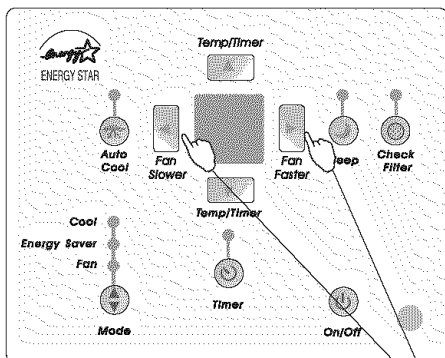 Temp/Timer
energy
ENERGY STAR
Auto
Cool
Fan
Slower
Fan
Faster
Check
Filter
Temp/Timer
Cool
Energy Saver
Fan
Timer
Mode
On/Off